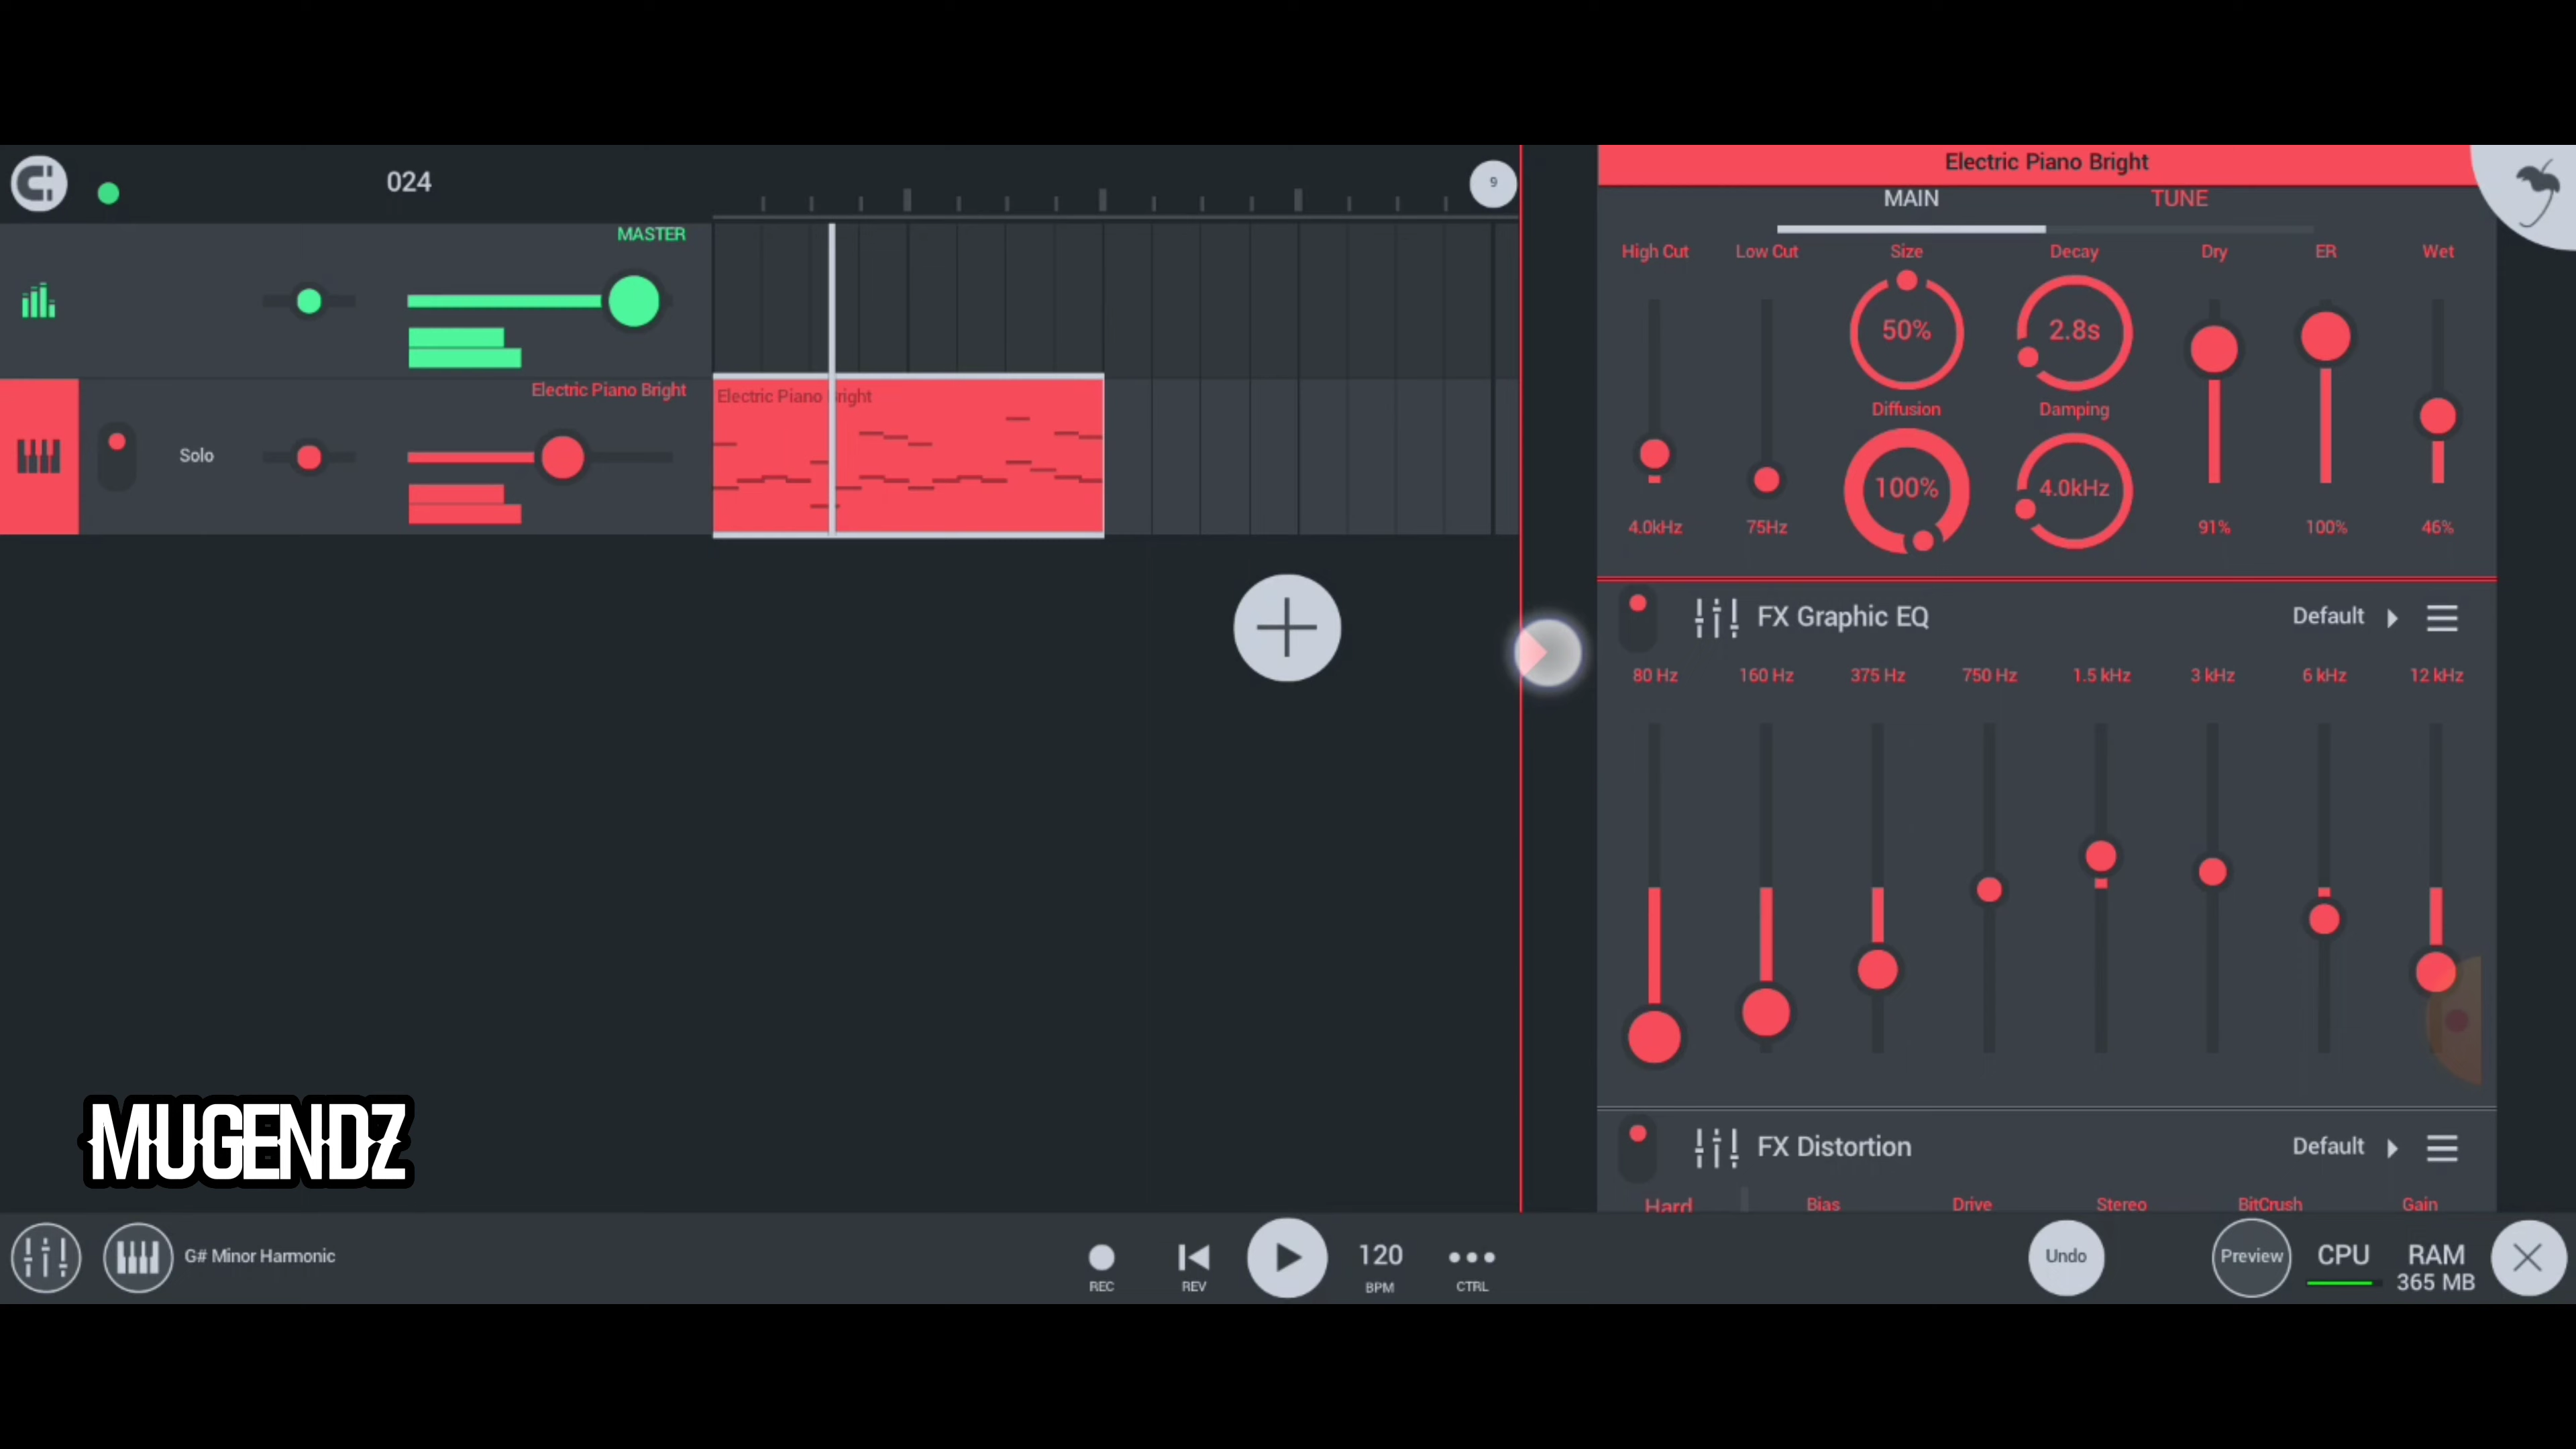 024
9
MASTER
Electric Piano Bright
Solo
Electric Piano Bright
MUGENDZ
G# Minor Harmonic
REC
REV
120
BPM
CTRL
Electric Piano Bright
MAIN TUNE
High Cut Low Cut Size Decay Dry ER Wet
50% 2.8s
Diffusion Damping
100% 4.0kHz
4.0kHz 75Hz 91% 100% 46%
FX Graphic EQ Default
80 Hz 160 Hz 375 Hz 750 Hz 1.5 kHz 3 kHz 6 kHz 12 kHz
FX Distortion Default
Hard Bias Drive Stereo BitCrush Gain
Undo
Preview
CPU
RAM
365 MB